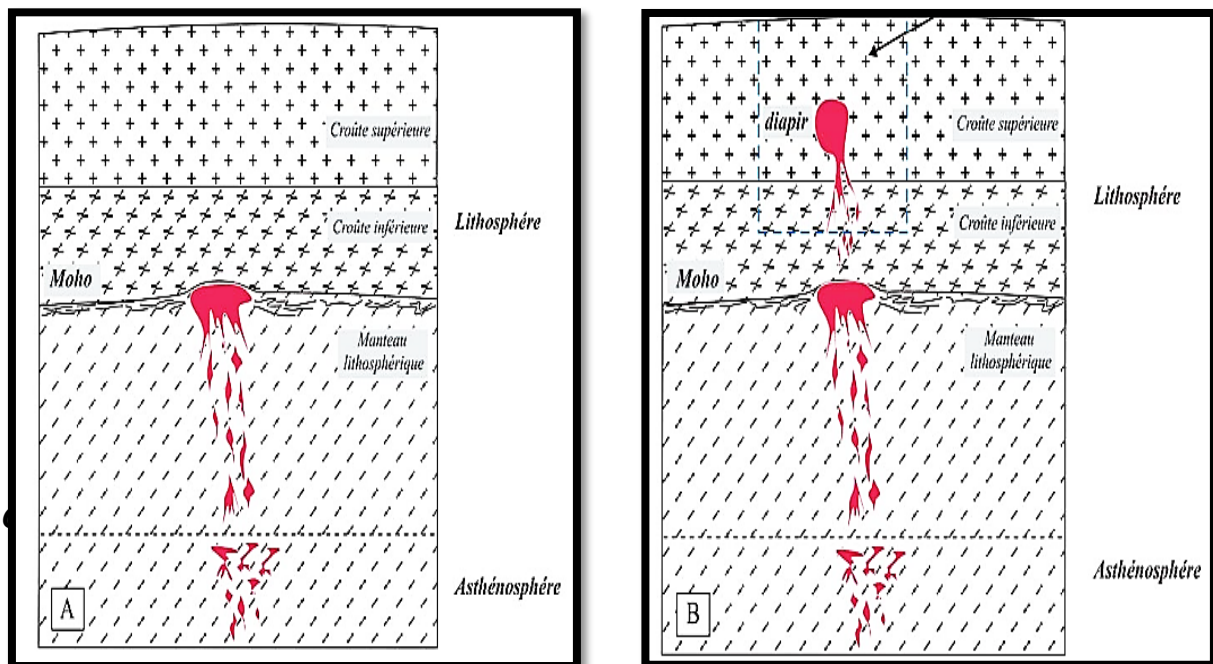 Croûte supérieure
Croûte inférieure
Lithosphére
Moho
Manteau
lithosphérique
Asthénosphére
A
diapir
Croûte supérieure
Croûte inférieure
Lithosphére
Moho
Manteau
lithosphérique
Asthénosphére
B